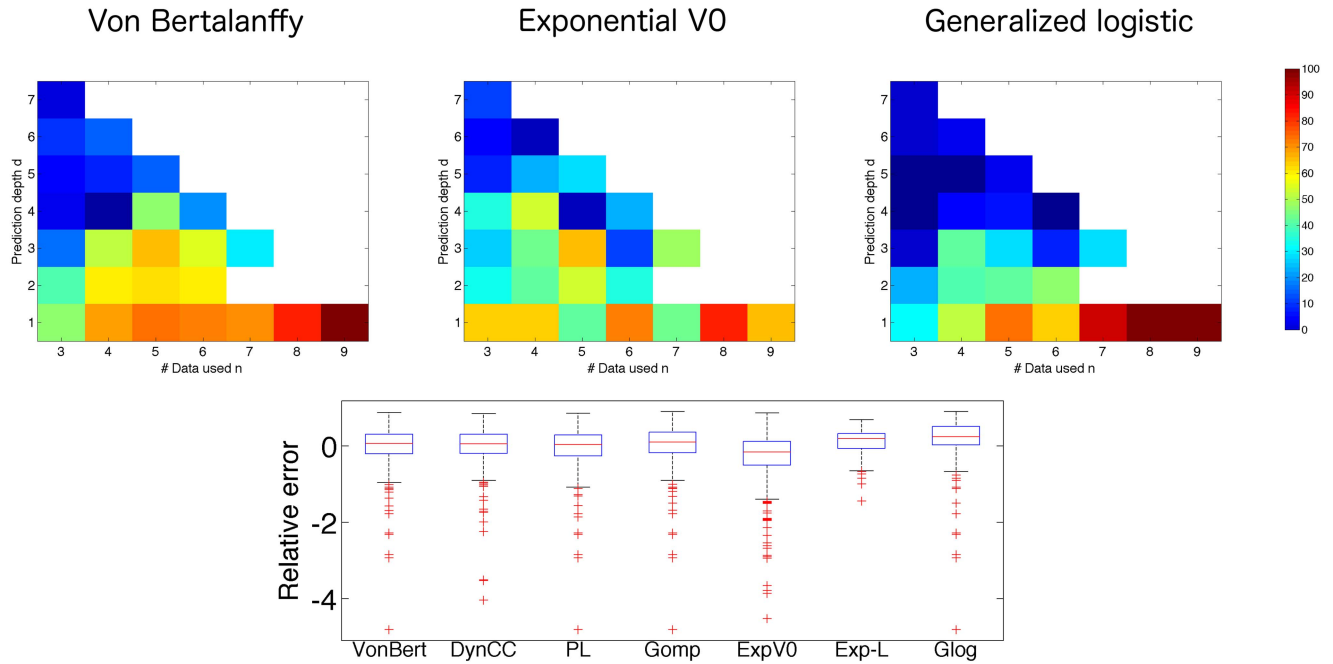 Von Bertalanffy
Exponential V0
Generalized logistic
Prediction depth d
7
6
5
4
3
2
1
3 4 5 6 7 8 9
# Data used n
Prediction depth d
7
6
5
4
3
2
1
3 4 5 6 7 8 9
# Data used n
Prediction depth d
7
6
5
4
3
2
1
3 4 5 6 7 8 9
# Data used n
100
90
80
70
60
50
40
30
20
10
0
Relative error
0
-2
-4
VonBert DynCC PL Gomp ExpV0 Exp-L Glog